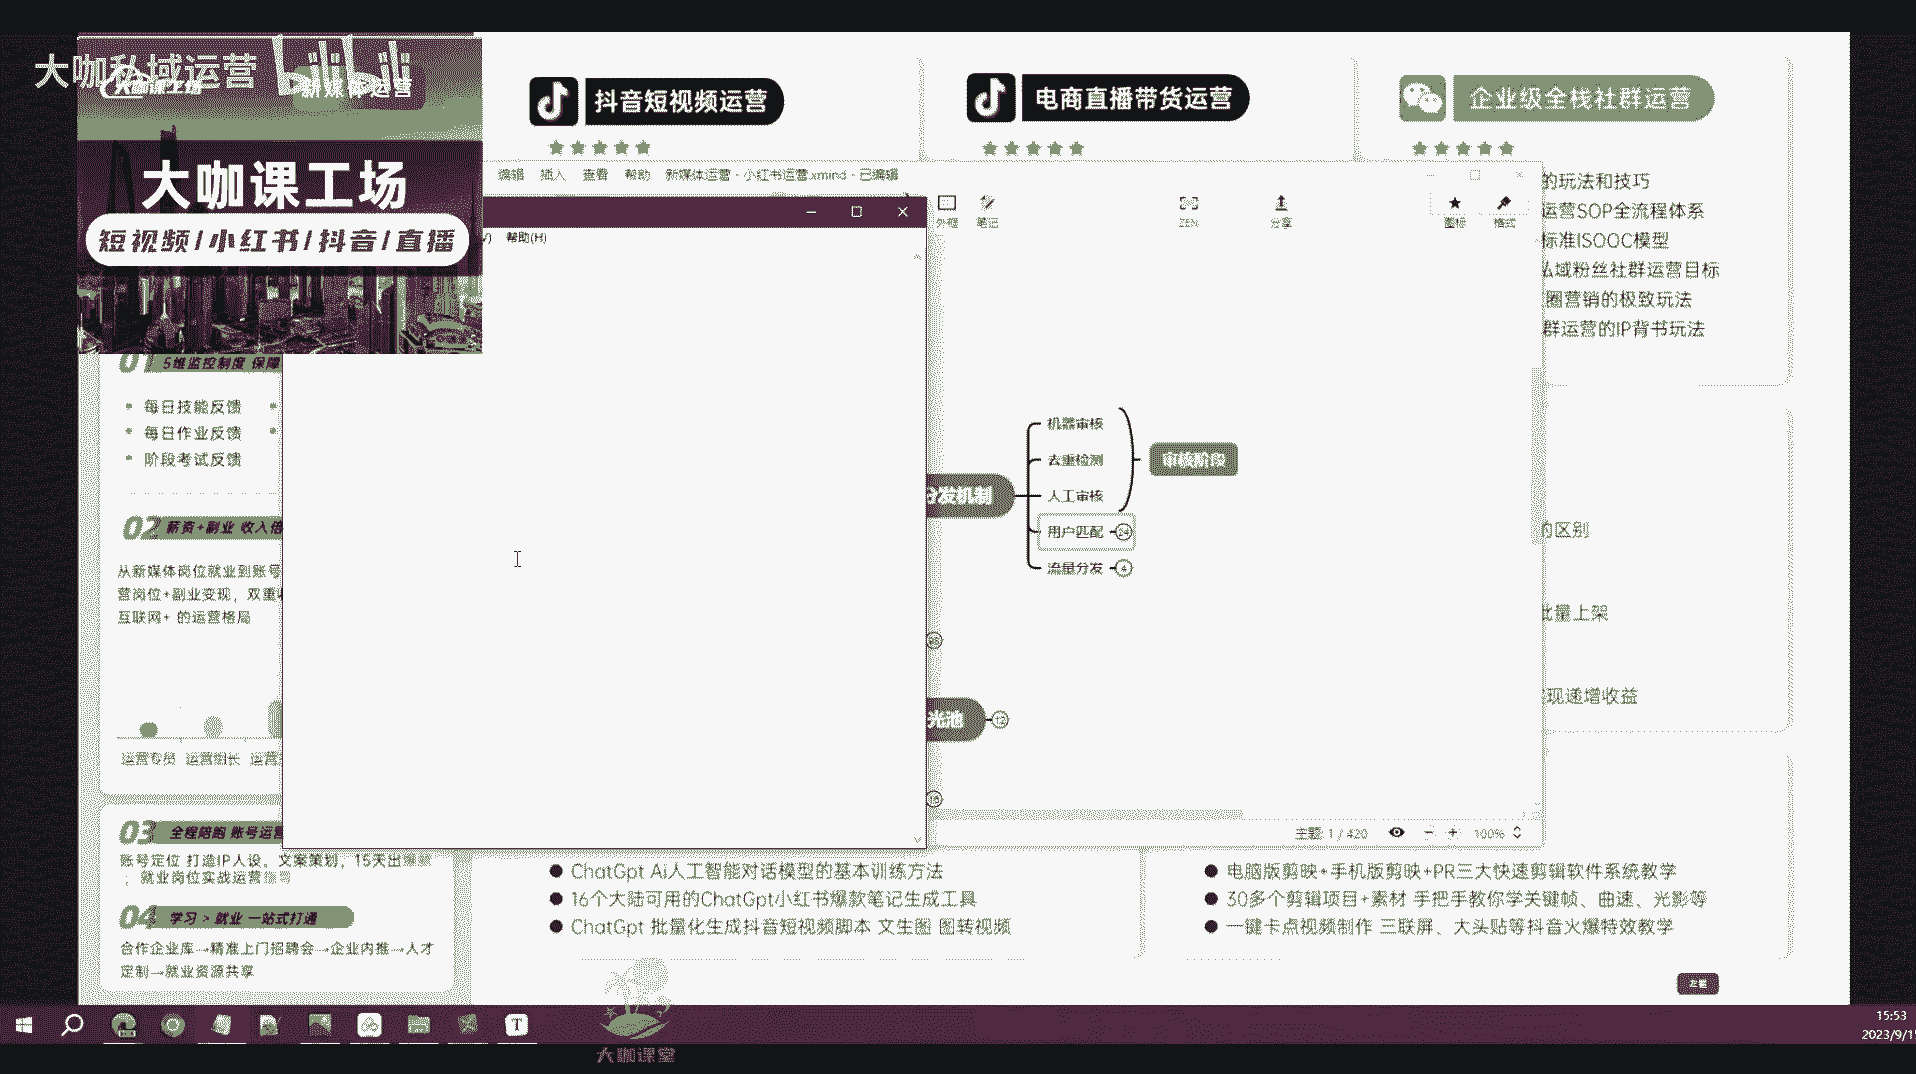 大咖私域运营
大咖课工场
新媒体运营
大咖课工场
短视频/小红书/抖音/直播
抖音短视频运营
电商直播带货运营
企业级全栈社群运营
编辑 插入 查看 帮助 新媒体运营 - 小红书运营.xmind - 已编辑
外框 笔记 ZEN 分享 图标 格式
帮助(H)
的玩法和技巧
运营SOP全流程体系
标准ISOOC模型
私域粉丝社群运营目标
圈营销的极致玩法
群运营的IP背书玩法
01 5维监控制度 保障
每日技能反馈
每日作业反馈
阶段考试反馈
02 薪资+副业 收入倍
从新媒体岗位就业到账号
营岗位+副业变现，双重
互联网+ 的运营格局
运营专员 运营组长 运营
分发机制
机器审核
去重检测
人工审核
用户匹配 24
流量分发 4
审核阶段
光池 12
的区别
批量上架
现递增收益
主题: 1 / 420 100%
03 全程陪跑 账号运营
账号定位 打造IP人设。文案策划，15天出爆
；就业岗位实战运营
04 学习 > 就业 一站式打通
合作企业库→精准上门招聘会→企业内推→人才
定制→就业资源共享
ChatGpt Ai人工智能对话模型的基本训练方法
16个大陆可用的ChatGpt小红书爆款笔记生成工具
ChatGpt 批量化生成抖音短视频脚本 文生图 图转视频
电脑版剪映+手机版剪映+PR三大快速剪辑软件系统教学
30多个剪辑项目+素材 手把手教你学关键帧、曲速、光影等
一键卡点视频制作 三联屏、大头贴等抖音火爆特效教学
大咖课堂
15:53
2023/9/1